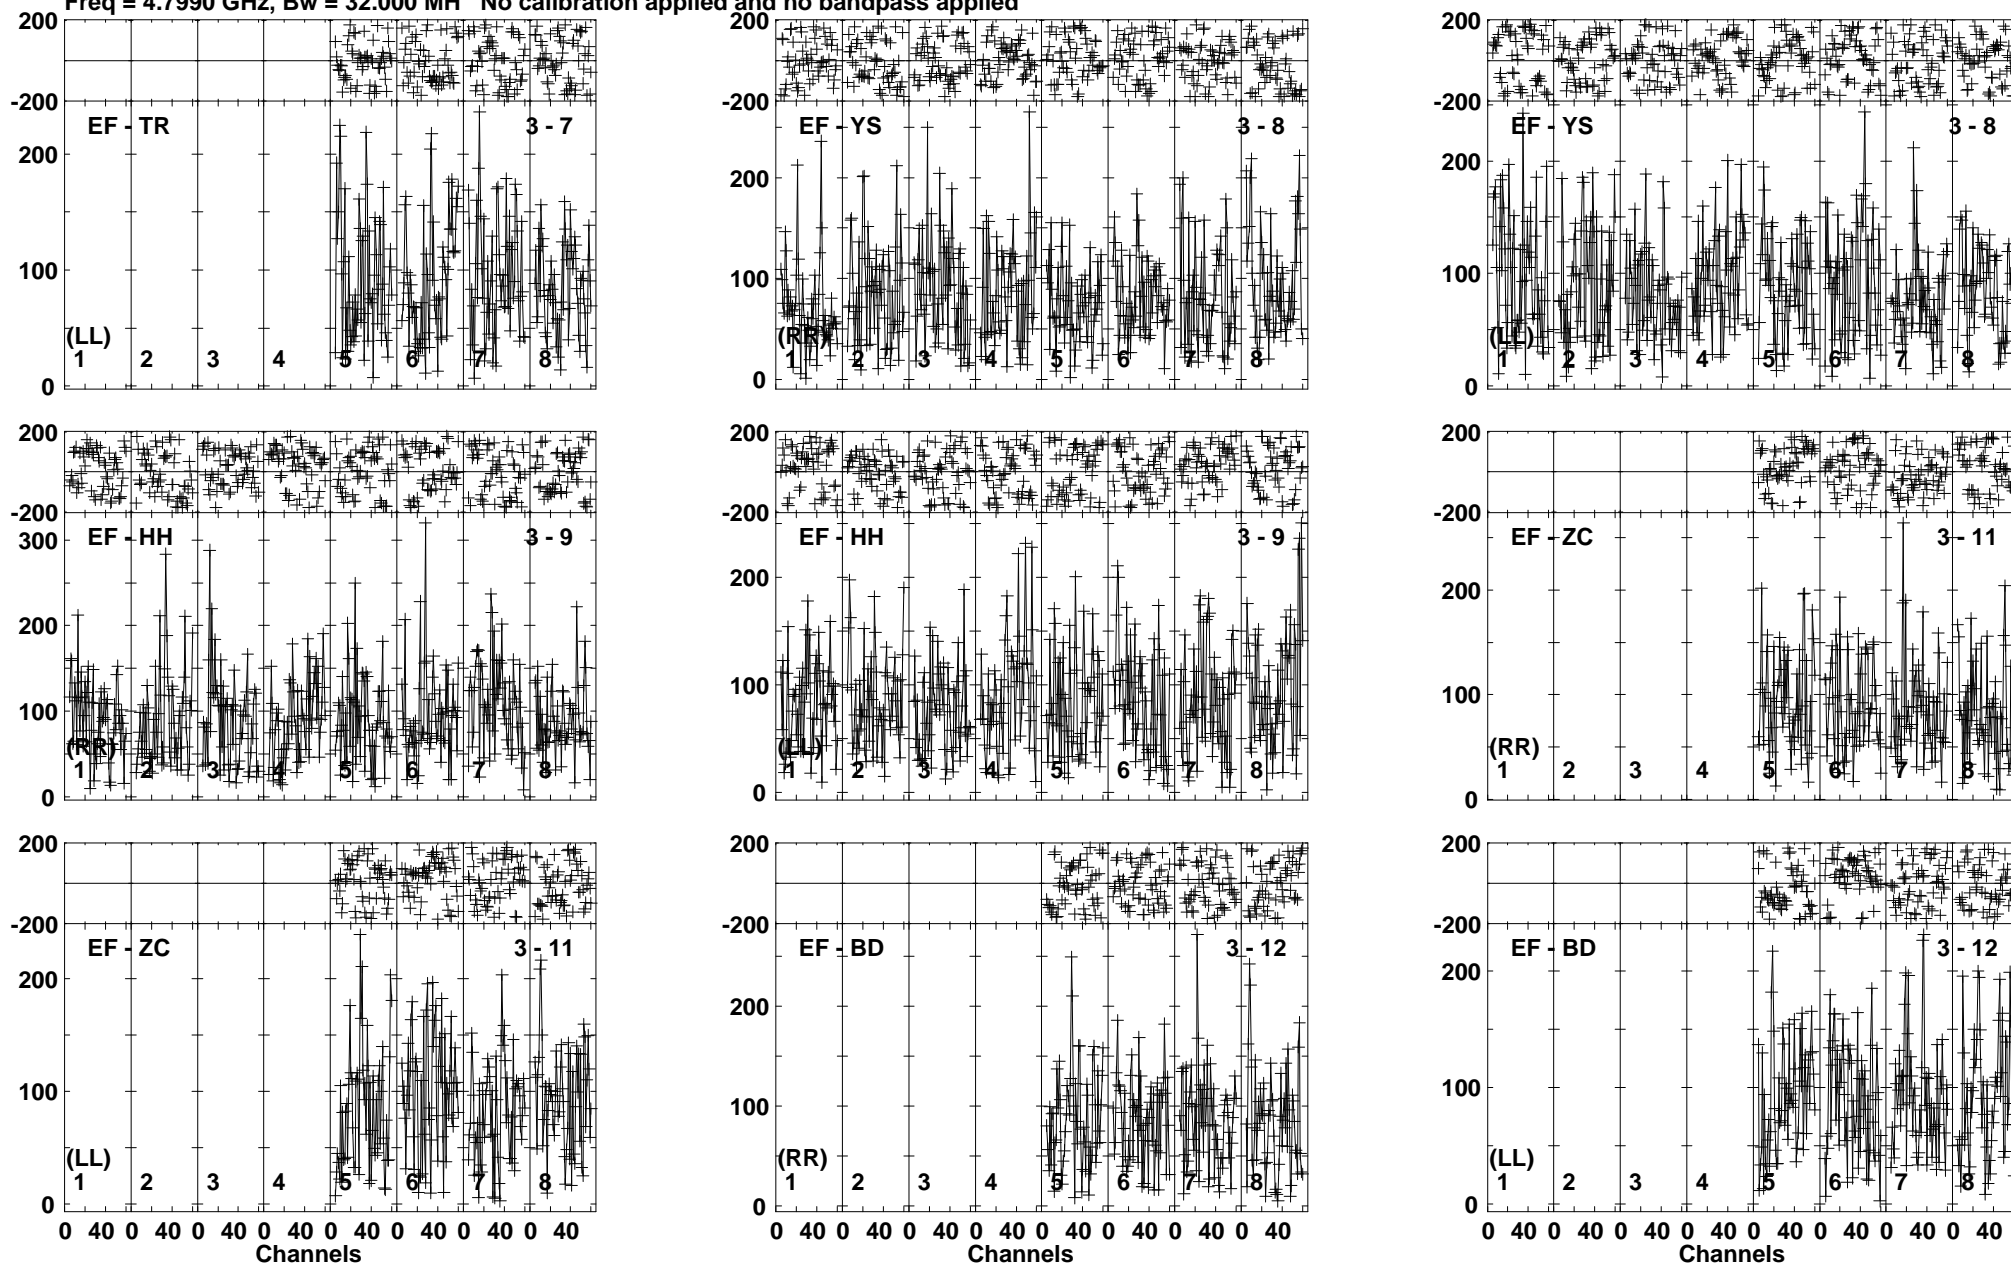 Freq = 4.7990 GHz, Bw = 32.000 MH No calibration applied and no bandpass applied
200 200 200
-200 -200 -200
EF - TR 3 - 7 EF - YS 3 - 8 EF - YS 3 - 8
200 200 200
100 100 100
(LL) (RR) (LL)
1 2 3 4 5 6 7 8 1 2 3 4 5 6 7 8 1 2 3 4 5 6 7 8
0 0 0
200 200 200
-200 -200 -200
EF - HH 3 - 9 EF - HH 3 - 9 EF - ZC 3 - 11
300
200 200 200
100 100 100
(RR) (LL) (RR)
1 2 3 4 5 6 7 8 1 2 3 4 5 6 7 8 1 2 3 4 5 6 7 8
0 0 0
200 200 200
-200 -200 -200
EF - ZC 3 - 11 EF - BD 3 - 12 EF - BD 3 - 12
200 200 200
100 100 100
(LL) (RR) (LL)
1 2 3 4 5 6 7 8 1 2 3 4 5 6 7 8 1 2 3 4 5 6 7 8
0 0 0
0 40 0 40 0 40 0 40 0 40 0 40 0 40 0 40 0 40 0 40 0 40 0 40 0 40 0 40 0 40 0 40 0 40 0 40 0 40 0 40 0 40 0 40 0 40 0 40
Channels Channels Channels